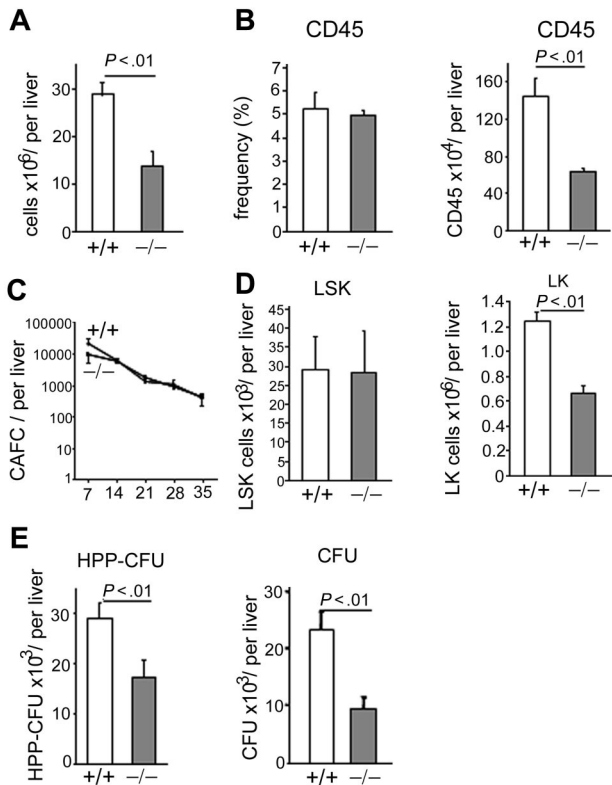 A
cells x10⁶/ per liver
P<.01
30
20
10
0
+/+
–/–
B
CD45
frequency (%)
7
6
5
4
3
2
1
0
+/+
–/–
CD45
CD45 x10⁴/ per liver
P<.01
160
120
80
60
0
+/+
–/–
C
CAFC / per liver
100000
10000
1000
100
10
1
+/+
–/–
7 14 21 28 35
D
LSK
LSK cells x10³/ per liver
45
40
35
30
25
20
15
10
5
0
+/+
–/–
LK
LK cells x10⁶/ per liver
P<.01
1.4
1.2
1.0
0.8
0.6
0.4
0.2
0
+/+
–/–
E
HPP-CFU
HPP-CFU x10³/ per liver
P<.01
30
20
10
0
+/+
–/–
CFU
CFU x10³/ per liver
P<.01
30
20
10
0
+/+
–/–